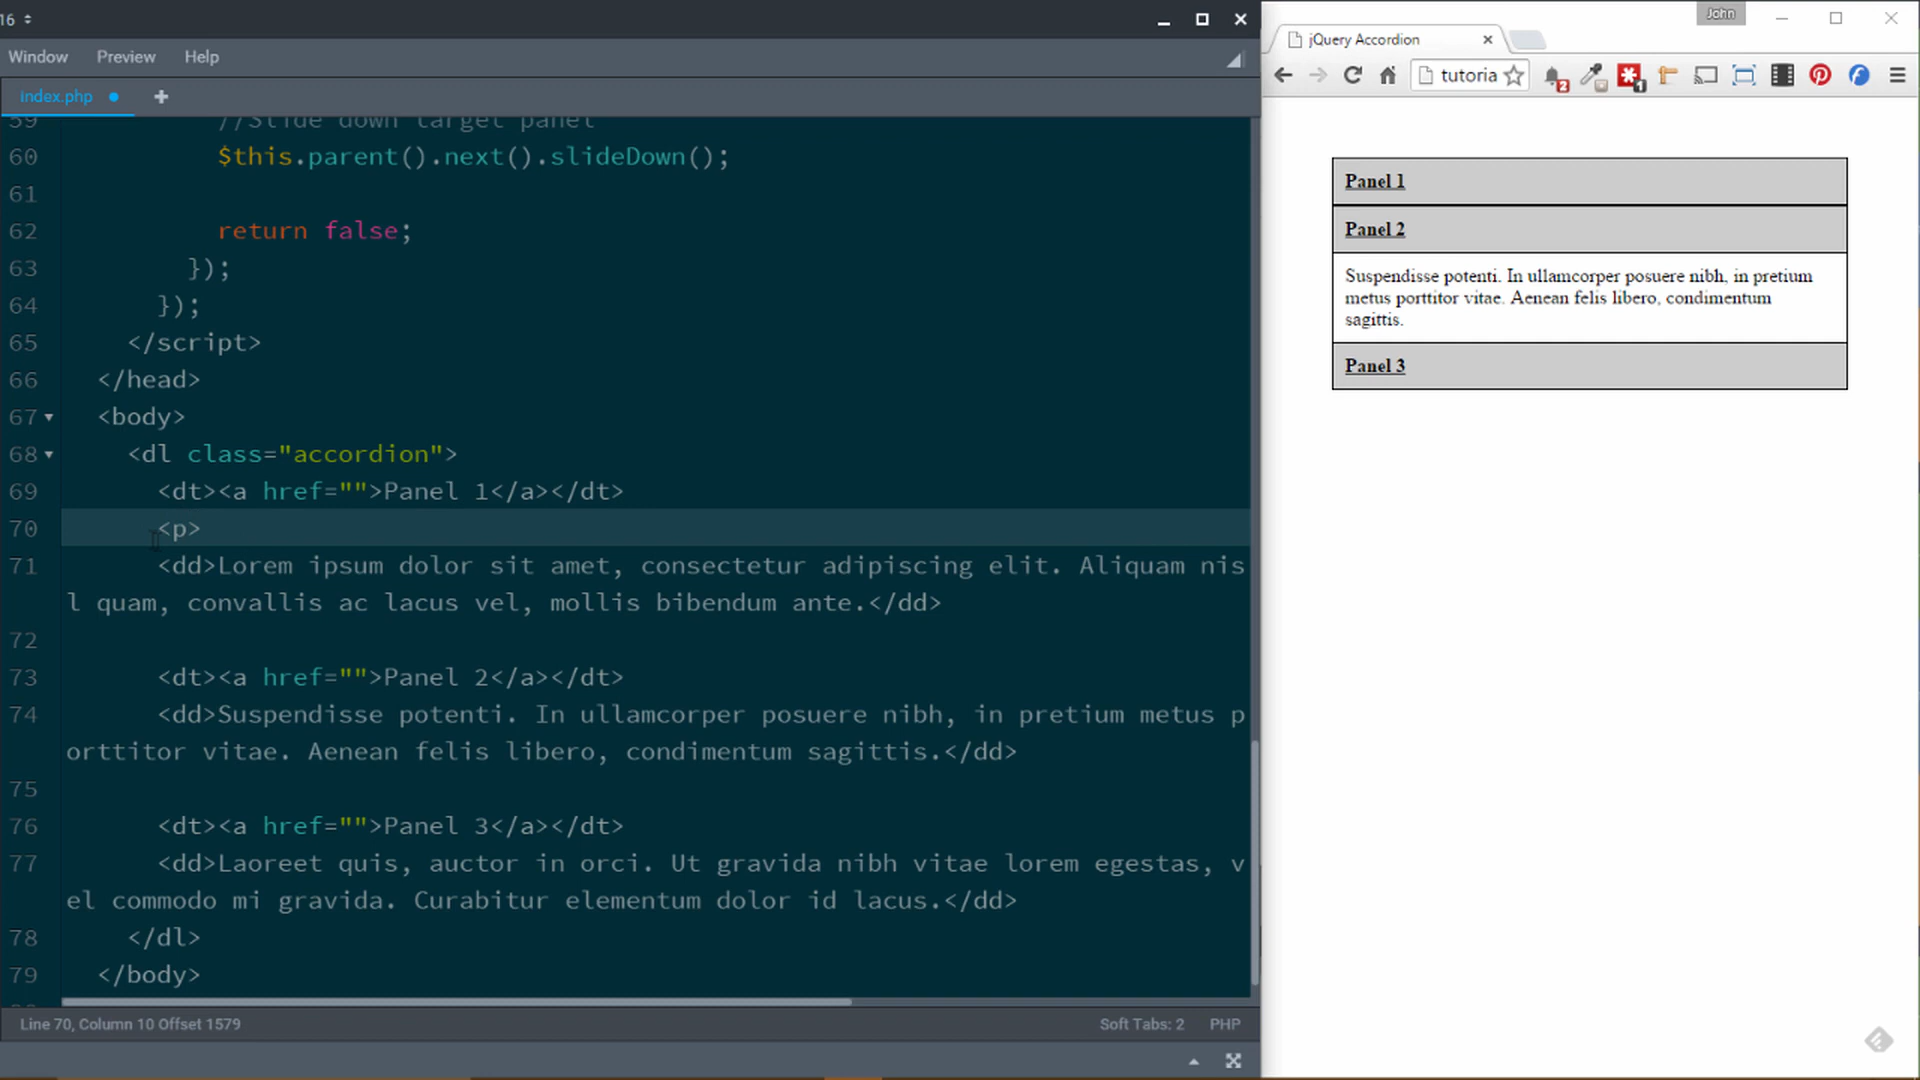 16
Window Preview Help
index.php
59 //Slide down target panel
60 $this.parent().next().slideDown();
61
62 return false;
63 });
64 });
65 </script>
66 </head>
67 <body>
68 <dl class="accordion">
69 <dt><a href="">Panel 1</a></dt>
70 <p>
71 <dd>Lorem ipsum dolor sit amet, consectetur adipiscing elit. Aliquam nis
l quam, convallis ac lacus vel, mollis bibendum ante.</dd>
72
73 <dt><a href="">Panel 2</a></dt>
74 <dd>Suspendisse potenti. In ullamcorper posuere nibh, in pretium metus p
orttitor vitae. Aenean felis libero, condimentum sagittis.</dd>
75
76 <dt><a href="">Panel 3</a></dt>
77 <dd>Laoreet quis, auctor in orci. Ut gravida nibh vitae lorem egestas, v
el commodo mi gravida. Curabitur elementum dolor id lacus.</dd>
78 </dl>
79 </body>
Line 70, Column 10 Offset 1579 Soft Tabs: 2 PHP
John
jQuery Accordion
tutoria
2
1
Panel 1
Panel 2
Suspendisse potenti. In ullamcorper posuere nibh, in pretium
metus porttitor vitae. Aenean felis libero, condimentum
sagittis.
Panel 3